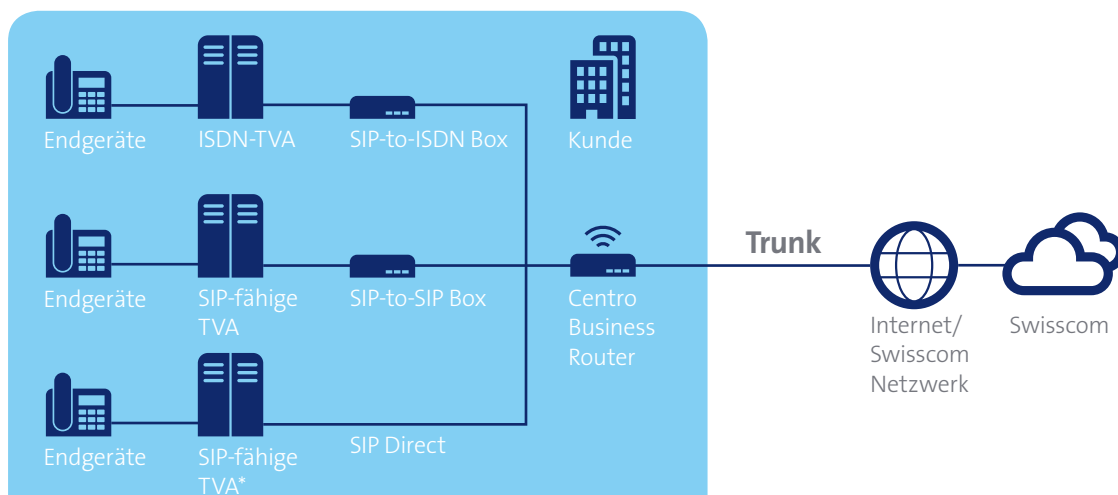 Endgeräte
ISDN-TVA
SIP-to-ISDN Box
Kunde
Trunk
Endgeräte
SIP-fähige
TVA
SIP-to-SIP Box
Centro
Business
Router
Internet/
Swisscom
Netzwerk
Swisscom
Endgeräte
SIP-fähige
TVA*
SIP Direct